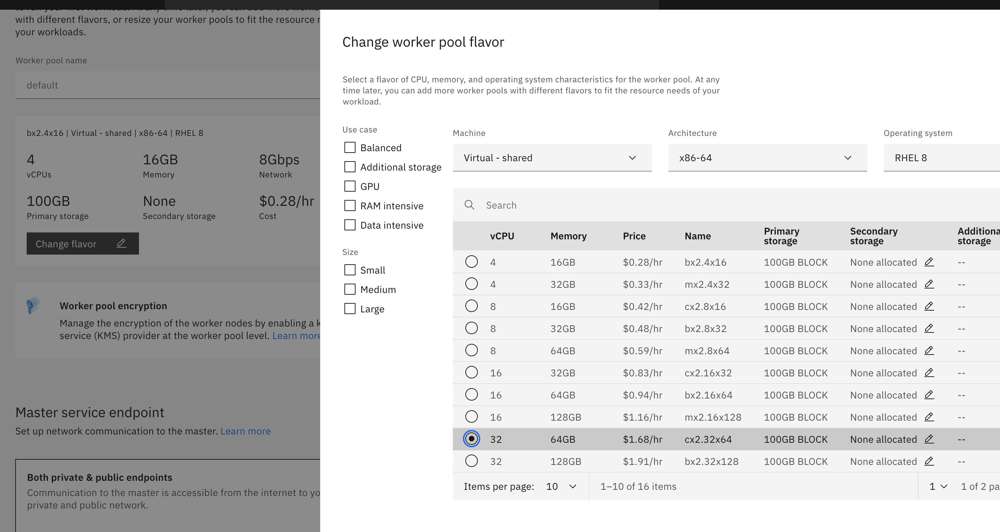 with different flavors, or resize your worker pools to fit the resource
your workloads.
Worker pool name
default
bx2.4x16 | Virtual - shared | x86-64 | RHEL 8
4
vCPUs
16GB
Memory
8Gbps
Network
100GB
Primary storage
None
Secondary storage
$0.28/hr
Cost
Change flavor
Worker pool encryption
Manage the encryption of the worker nodes by enabling a
service (KMS) provider at the worker pool level. Learn more
Master service endpoint
Set up network communication to the master. Learn more
Both private & public endpoints
Communication to the master is accessible from the internet to
private and public network.
Change worker pool flavor
Select a flavor of CPU, memory, and operating system characteristics for the worker pool. At any
time later, you can add more worker pools with different flavors to fit the resource needs of your
workload.
Use case
Balanced
Additional storage
GPU
RAM intensive
Data intensive
Size
Small
Medium
Large
Machine
Virtual - shared
Architecture
x86-64
Operating system
RHEL 8
Search
vCPU Memory Price Name Primary storage Secondary storage Additiona storage
4 16GB $0.28/hr bx2.4x16 100GB BLOCK None allocated --
4 32GB $0.33/hr mx2.4x32 100GB BLOCK None allocated --
8 16GB $0.42/hr cx2.8x16 100GB BLOCK None allocated --
8 32GB $0.48/hr bx2.8x32 100GB BLOCK None allocated --
8 64GB $0.59/hr mx2.8x64 100GB BLOCK None allocated --
16 32GB $0.83/hr cx2.16x32 100GB BLOCK None allocated --
16 64GB $0.94/hr bx2.16x64 100GB BLOCK None allocated --
16 128GB $1.16/hr mx2.16x128 100GB BLOCK None allocated --
32 64GB $1.68/hr cx2.32x64 100GB BLOCK None allocated --
32 128GB $1.91/hr bx2.32x128 100GB BLOCK None allocated --
Items per page: 10 1–10 of 16 items 1 1 of 2 pa